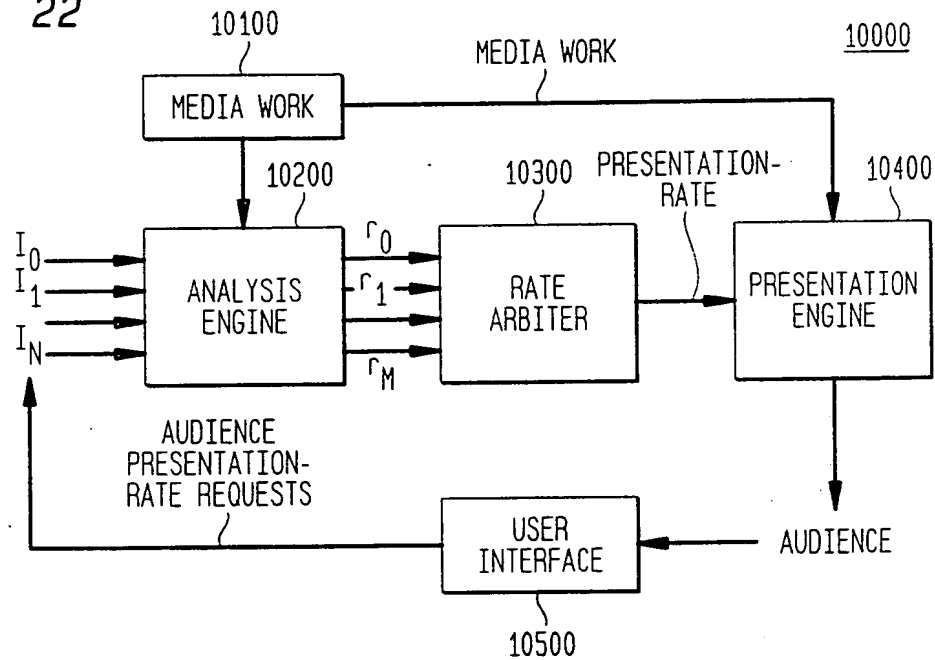 22
10100
10000
MEDIA WORK
MEDIA WORK
10200
10300
PRESENTATION-
RATE
10400
I0
I1
IN
ANALYSIS
ENGINE
r0
r1
rM
RATE
ARBITER
PRESENTATION
ENGINE
AUDIENCE
PRESENTATION-
RATE REQUESTS
USER
INTERFACE
AUDIENCE
10500